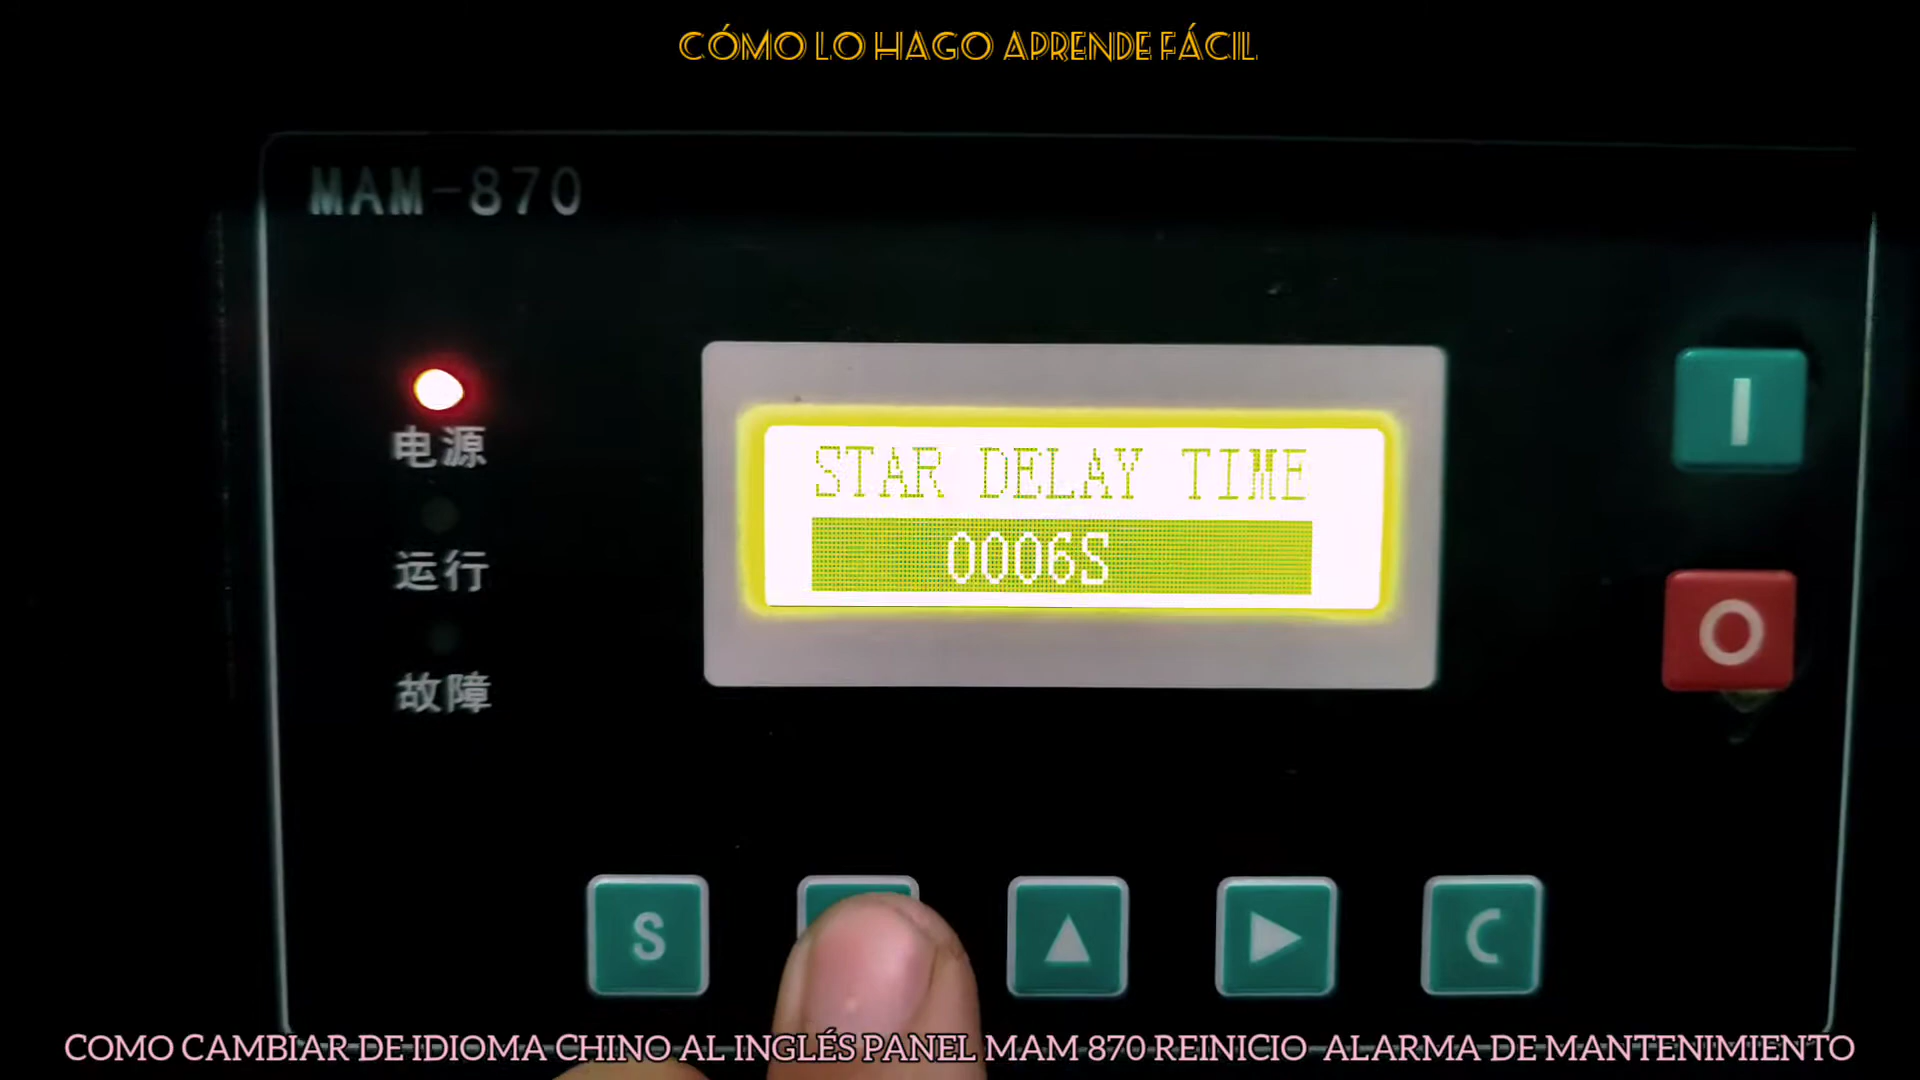 CÓMO LO HAGO APRENDE FÁCIL
MAM-870
电源
运行
故障
STAR DELAY TIME
0006S
I
O
S
▲
▶
C
COMO CAMBIAR DE IDIOMA CHINO AL INGLÉS PANEL MAM 870 REINICIO ALARMA DE MANTENIMIENTO